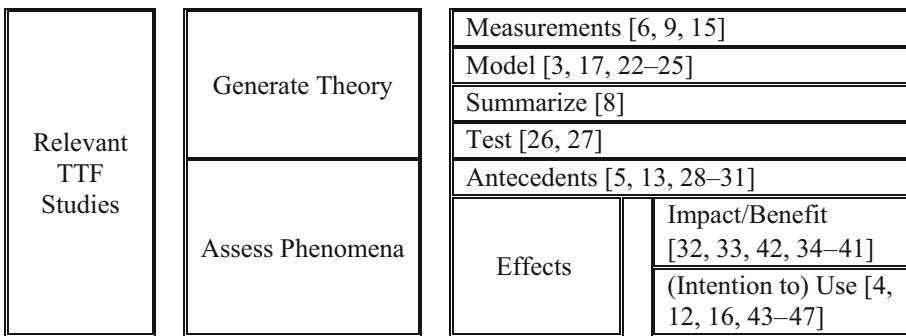 Relevant
TTF
Studies
Generate Theory
Measurements [6, 9, 15]
Model [3, 17, 22–25]
Summarize [8]
Test [26, 27]
Assess Phenomena
Antecedents [5, 13, 28–31]
Effects
Impact/Benefit
[32, 33, 42, 34–41]
(Intention to) Use [4,
12, 16, 43–47]